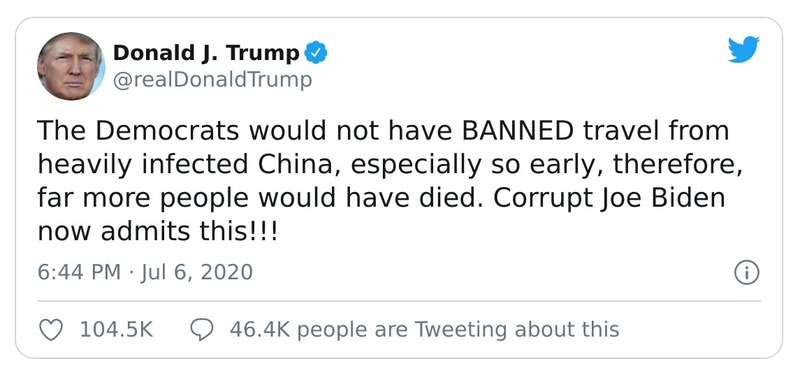 Donald J. Trump
@realDonaldTrump
The Democrats would not have BANNED travel from
heavily infected China, especially so early, therefore,
far more people would have died. Corrupt Joe Biden
now admits this!!!
6:44 PM · Jul 6, 2020
104.5K 46.4K people are Tweeting about this